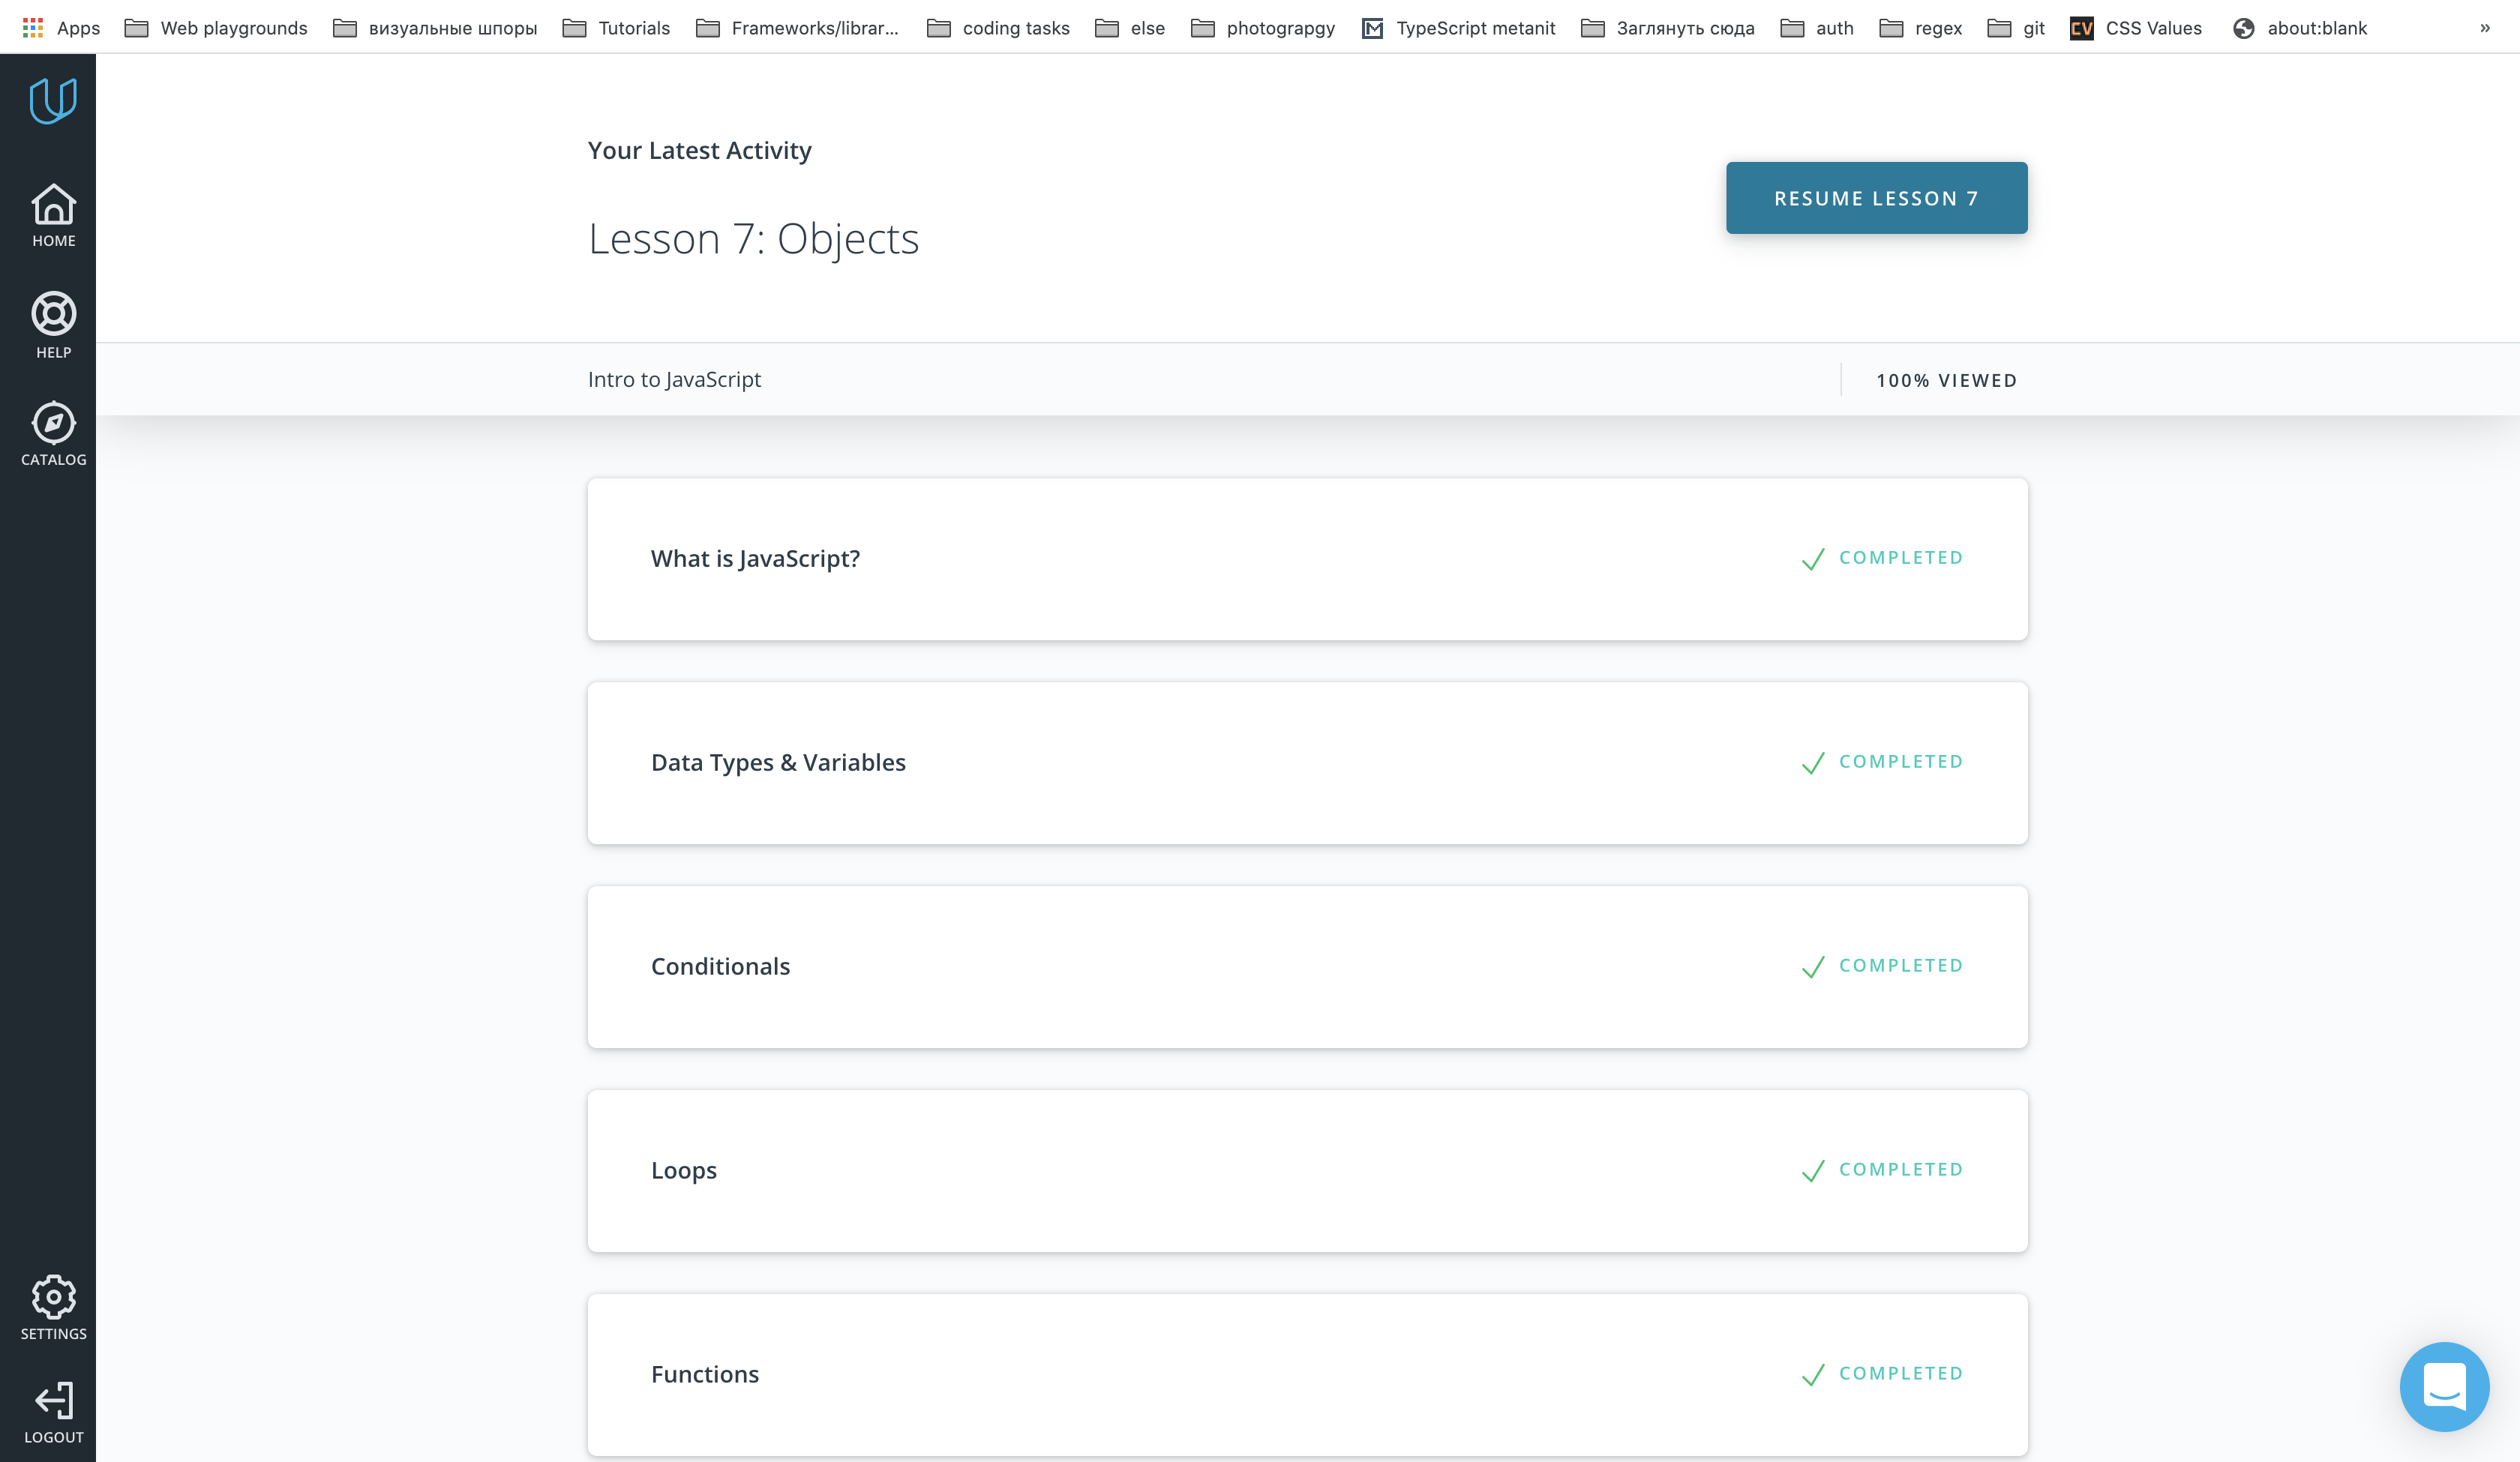 Apps Web playgrounds визуальные шпоры Tutorials Frameworks/librar... coding tasks else photograpgy TypeScript metanit Заглянуть сюда auth regex git CV CSS Values about:blank »
HOME
HELP
CATALOG
SETTINGS
LOGOUT
Your Latest Activity
Lesson 7: Objects
RESUME LESSON 7
Intro to JavaScript
100% VIEWED
What is JavaScript? COMPLETED
Data Types & Variables COMPLETED
Conditionals COMPLETED
Loops COMPLETED
Functions COMPLETED